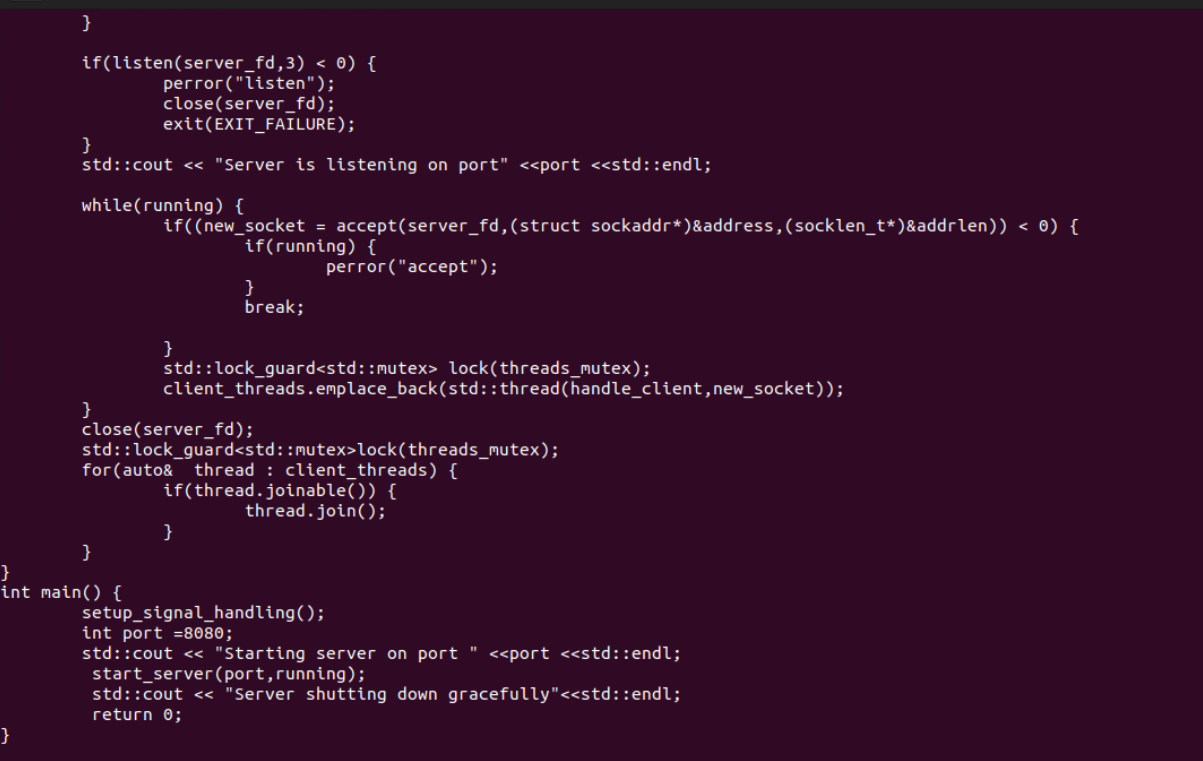 }

        if(listen(server_fd,3) < 0) {
                perror("listen");
                close(server_fd);
                exit(EXIT_FAILURE);
        }
        std::cout << "Server is listening on port" <<port <<std::endl;

        while(running) {
                if((new_socket = accept(server_fd,(struct sockaddr*)&address,(socklen_t*)&addrlen)) < 0) {
                        if(running) {
                                perror("accept");
                        }
                        break;

                }
                std::lock_guard<std::mutex> lock(threads_mutex);
                client_threads.emplace_back(std::thread(handle_client,new_socket));
        }
        close(server_fd);
        std::lock_guard<std::mutex>lock(threads_mutex);
        for(auto&  thread : client_threads) {
                if(thread.joinable()) {
                        thread.join();
                }
        }
}
int main() {
        setup_signal_handling();
        int port =8080;
        std::cout << "Starting server on port " <<port <<std::endl;
         start_server(port,running);
         std::cout << "Server shutting down gracefully"<<std::endl;
         return 0;
}